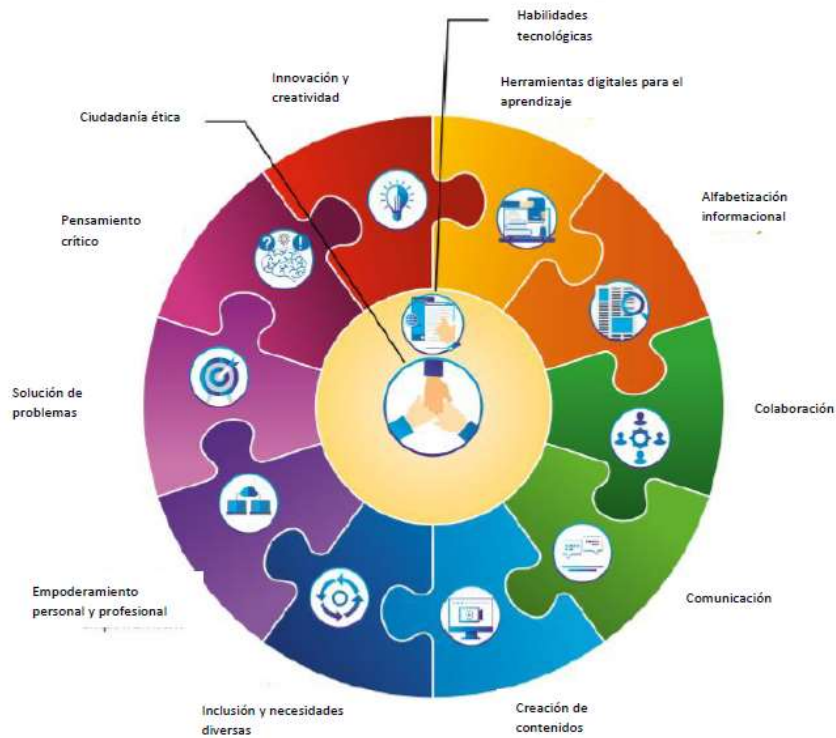 Habilidades
tecnológicas
Innovación y
creatividad
Herramientas digitales para el
aprendizaje
Ciudadanía ética
Alfabetización
informacional
Pensamiento
crítico
Solución de
problemas
Colaboración
Empoderamiento
personal y profesional
Comunicación
Inclusión y necesidades
diversas
Creación de
contenidos